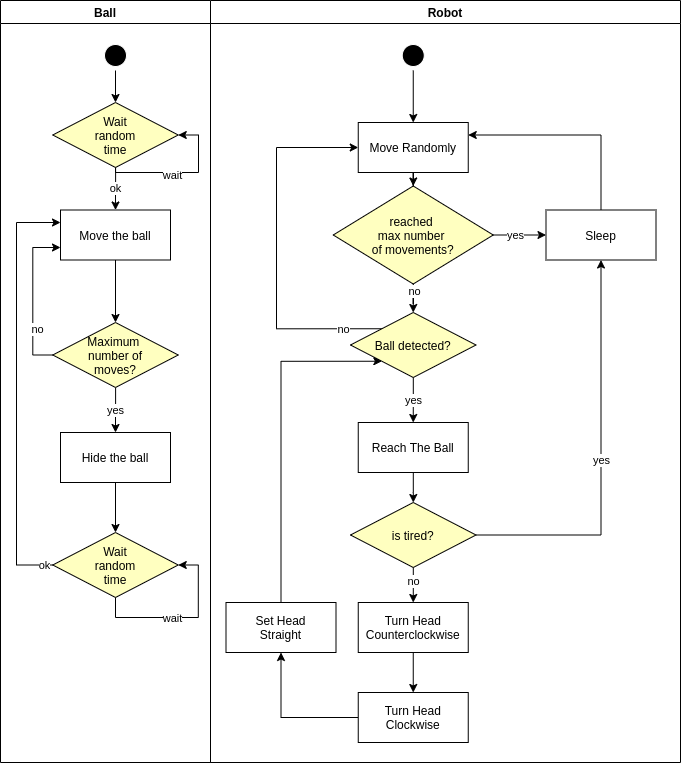 Ball
Wait
random
time
wait
ok
Move the ball
no
Maximum
number of
moves?
yes
Hide the ball
Wait
random
time
ok
wait
Robot
Move Randomly
reached
max number
of movements?
yes
Sleep
no
no
Ball detected?
yes
Reach The Ball
yes
is tired?
no
Set Head
Straight
Turn Head
Counterclockwise
Turn Head
Clockwise